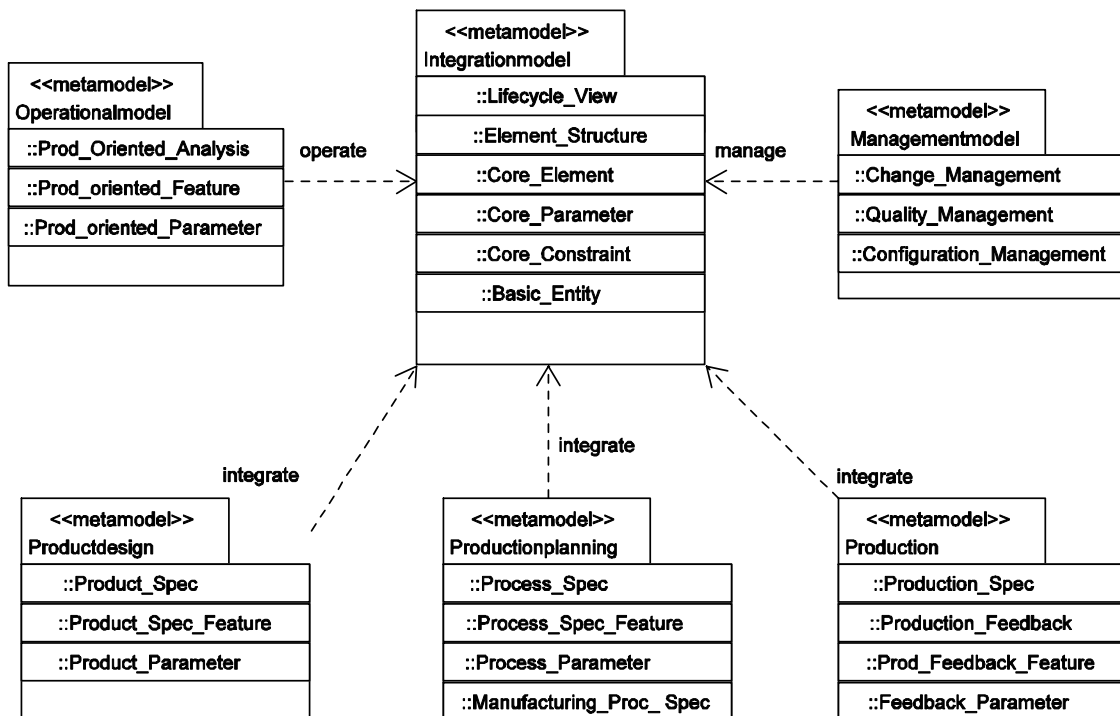 <<metamodel>>
Integrationmodel
::Lifecycle_View
::Element_Structure
::Core_Element
::Core_Parameter
::Core_Constraint
::Basic_Entity
<<metamodel>>
Operationalmodel
::Prod_Oriented_Analysis
::Prod_oriented_Feature
::Prod_oriented_Parameter
operate
manage
<<metamodel>>
Managementmodel
::Change_Management
::Quality_Management
::Configuration_Management
integrate
integrate
integrate
<<metamodel>>
Productdesign
::Product_Spec
::Product_Spec_Feature
::Product_Parameter
<<metamodel>>
Productionplanning
::Process_Spec
::Process_Spec_Feature
::Process_Parameter
::Manufacturing_Proc_ Spec
<<metamodel>>
Production
::Production_Spec
::Production_Feedback
::Prod_Feedback_Feature
::Feedback_Parameter